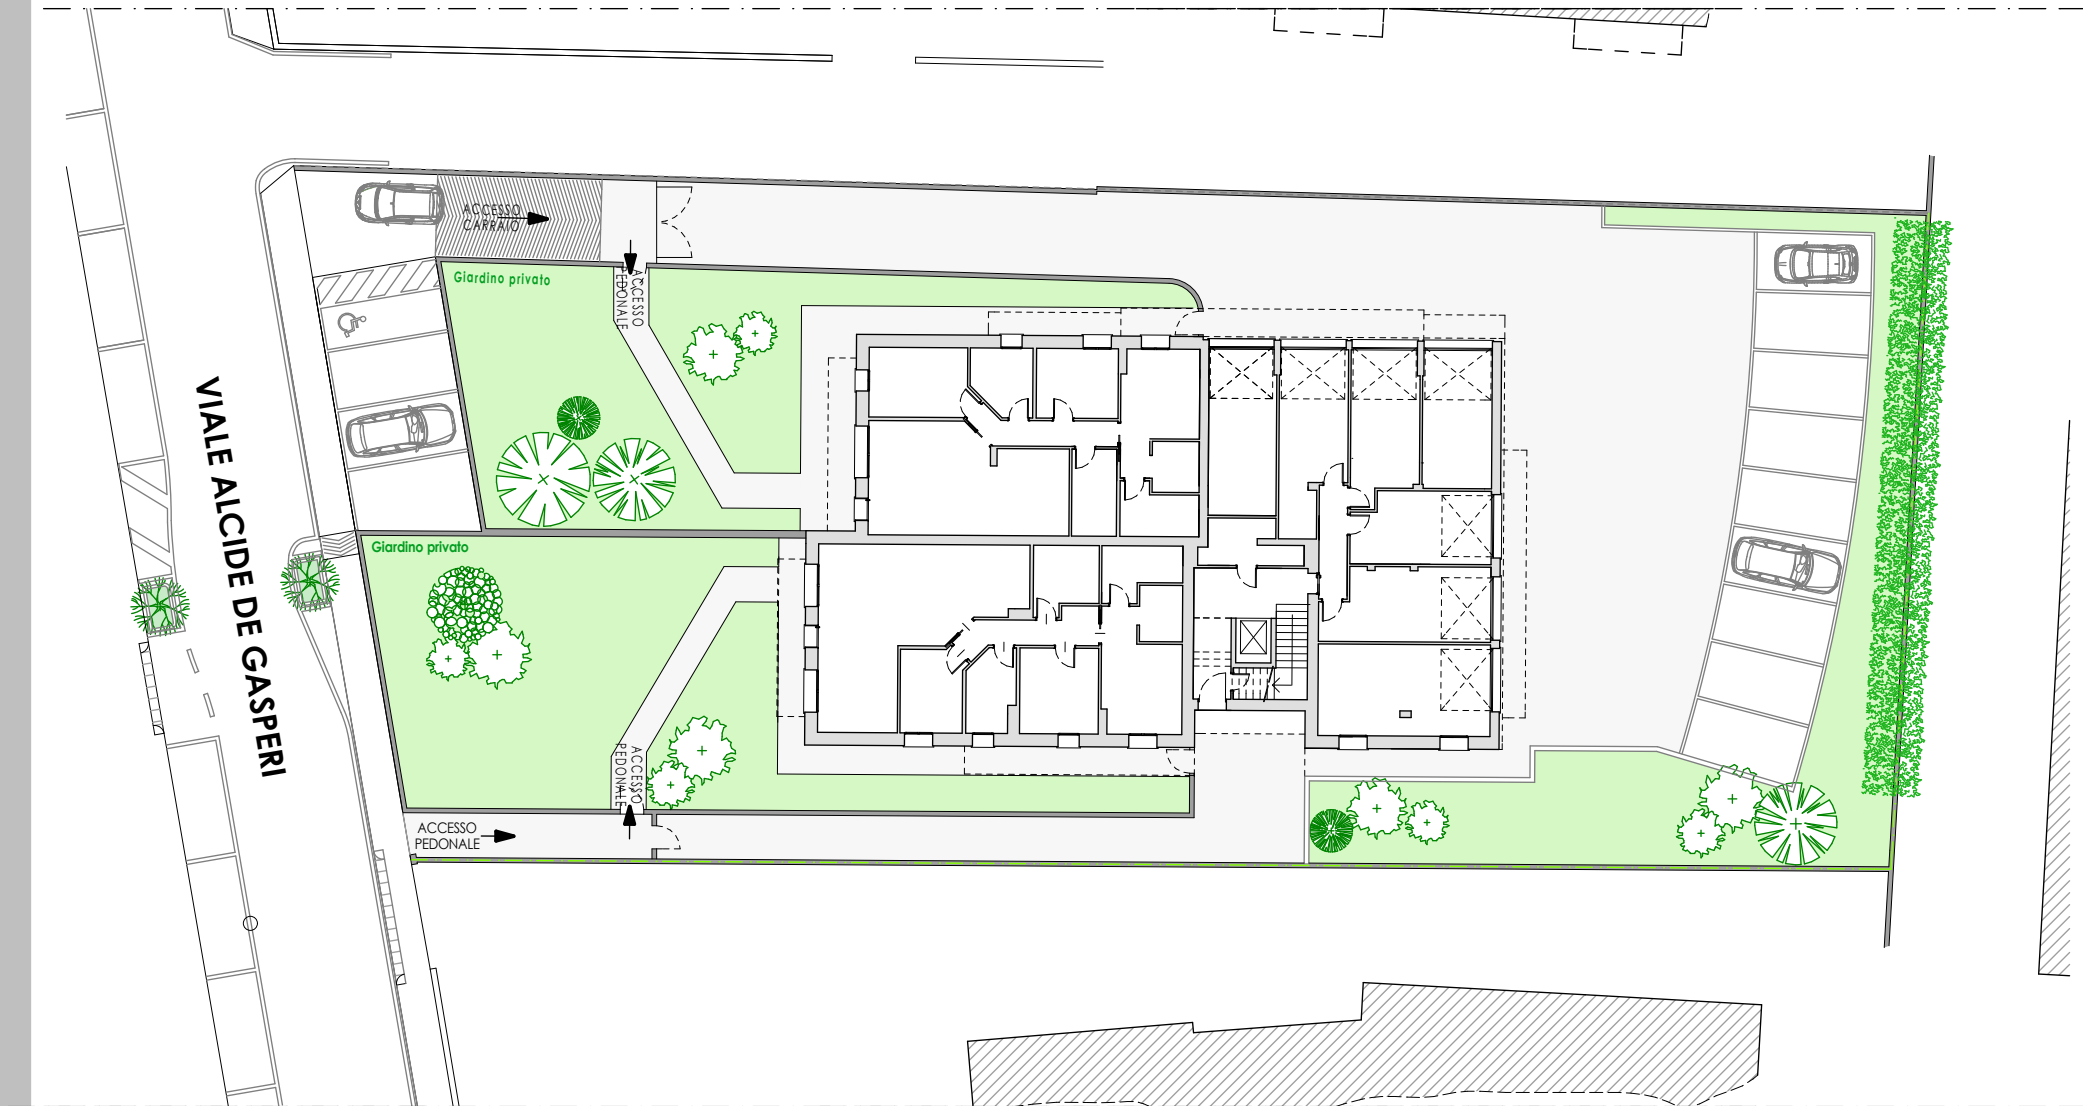 ACCESSO
CARRAIO
Giardino privato
ACCESSO
PEDONALE
VIALE ALCIDE DE GASPERI
Giardino privato
ACCESSO
PEDONALE
ACCESSO
PEDONALE